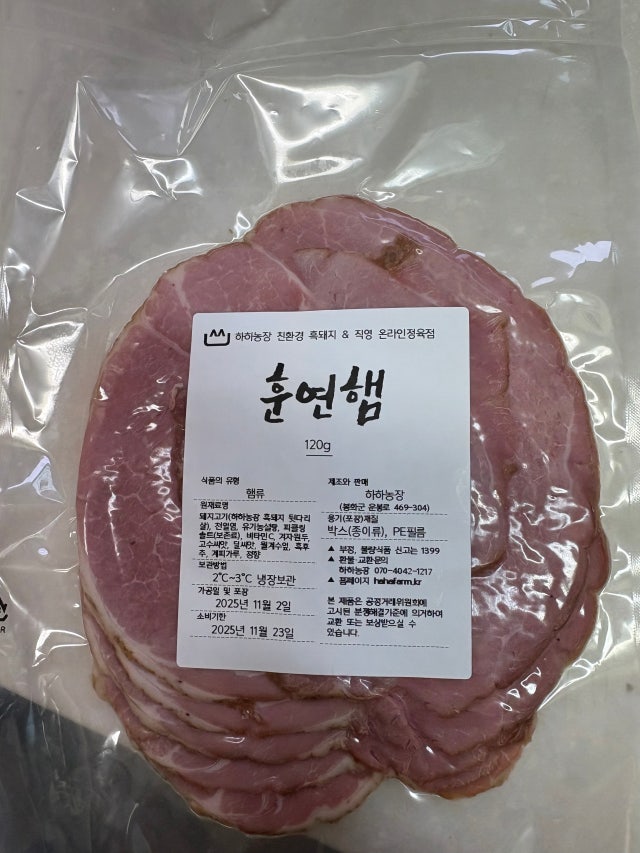 하하농장 친환경 흑돼지 & 직영 온라인정육점
훈연햄
120g
식품의 유형
햄류
원재료명
돼지고기(하하농장 흑돼지 뒷다리
살), 천일염, 유기농설탕, 피클링
솔트(보존료), 비타민C, 겨자원두,
고수씨앗, 딜씨앗, 월계수잎, 흑후
추, 계피가루, 정향
보관방법
2℃~3℃ 냉장보관
가공일 및 포장
2025년 11월 2일
소비기한
2025년 11월 23일
제조와 판매
하하농장
(봉화군 운봉로 469-304)
용기(포장)재질
박스(종이류), PE필름
▲ 부정, 불량식품 신고는 1399
▲ 환불·교환문의
하하농장 070-4042-1217
▲ 홈페이지 hahafarm.kr
본 제품은 공정거래위원회에
고시된 분쟁해결기준에 의거하여
교환 또는 보상받으실 수
있습니다.